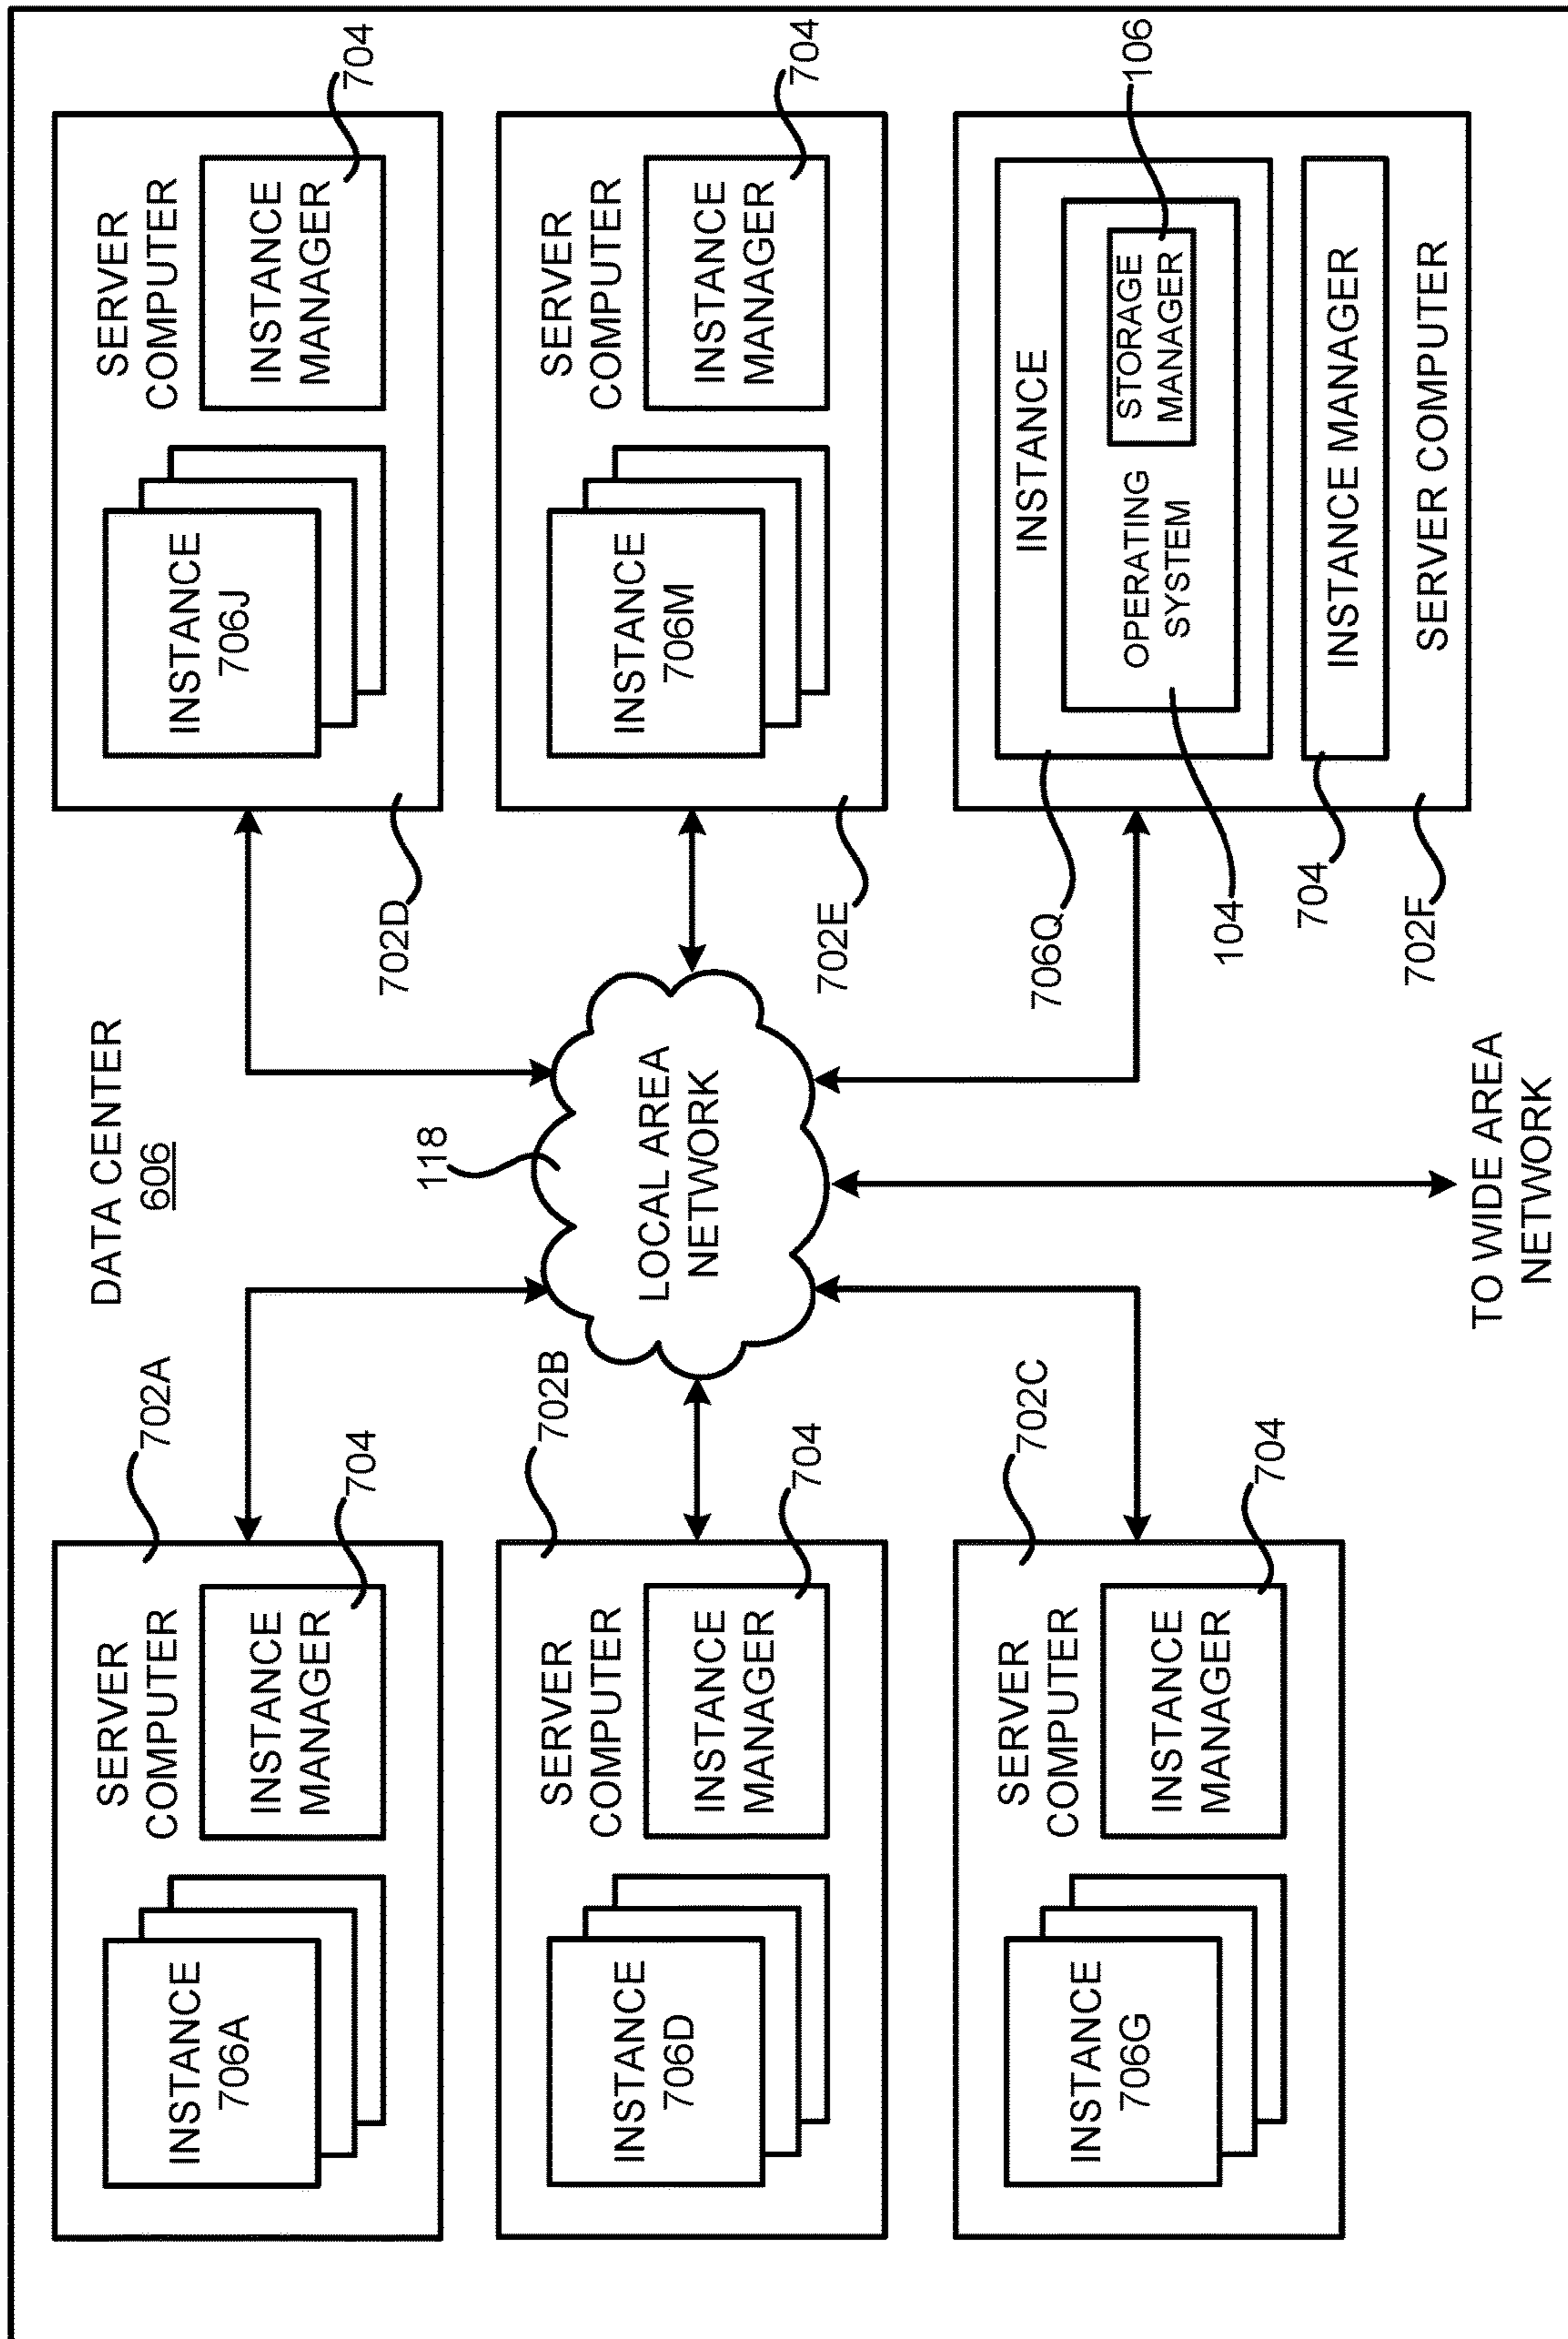 DATA CENTER
606
702A
SERVER
COMPUTER
INSTANCE
706A
INSTANCE
MANAGER
704
702B
SERVER
COMPUTER
INSTANCE
706D
INSTANCE
MANAGER
704
702C
SERVER
COMPUTER
INSTANCE
706G
INSTANCE
MANAGER
704
118
LOCAL AREA
NETWORK
TO WIDE AREA
NETWORK
702D
SERVER
COMPUTER
INSTANCE
706J
INSTANCE
MANAGER
704
702E
SERVER
COMPUTER
INSTANCE
706M
INSTANCE
MANAGER
704
706Q
INSTANCE
104
OPERATING
SYSTEM
STORAGE
MANAGER
106
704
INSTANCE MANAGER
702F
SERVER COMPUTER